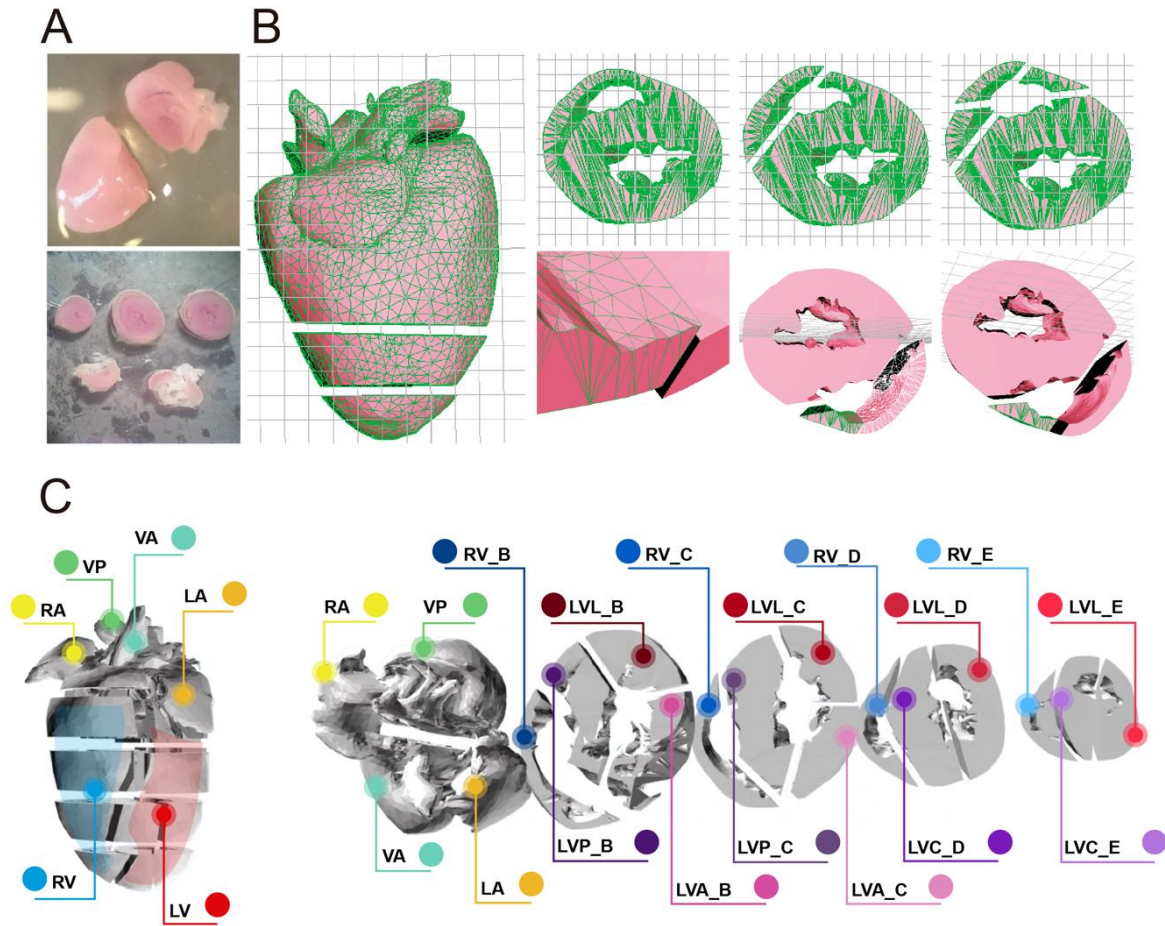 A
B
C
VA
VP
RA
LA
RV
LV
RV_B
RV_C
RV_D
RV_E
RA
VP
LVL_B
LVL_C
LVL_D
LVL_E
VA
LA
LVP_B
LVA_B
LVP_C
LVA_C
LVC_D
LVC_E